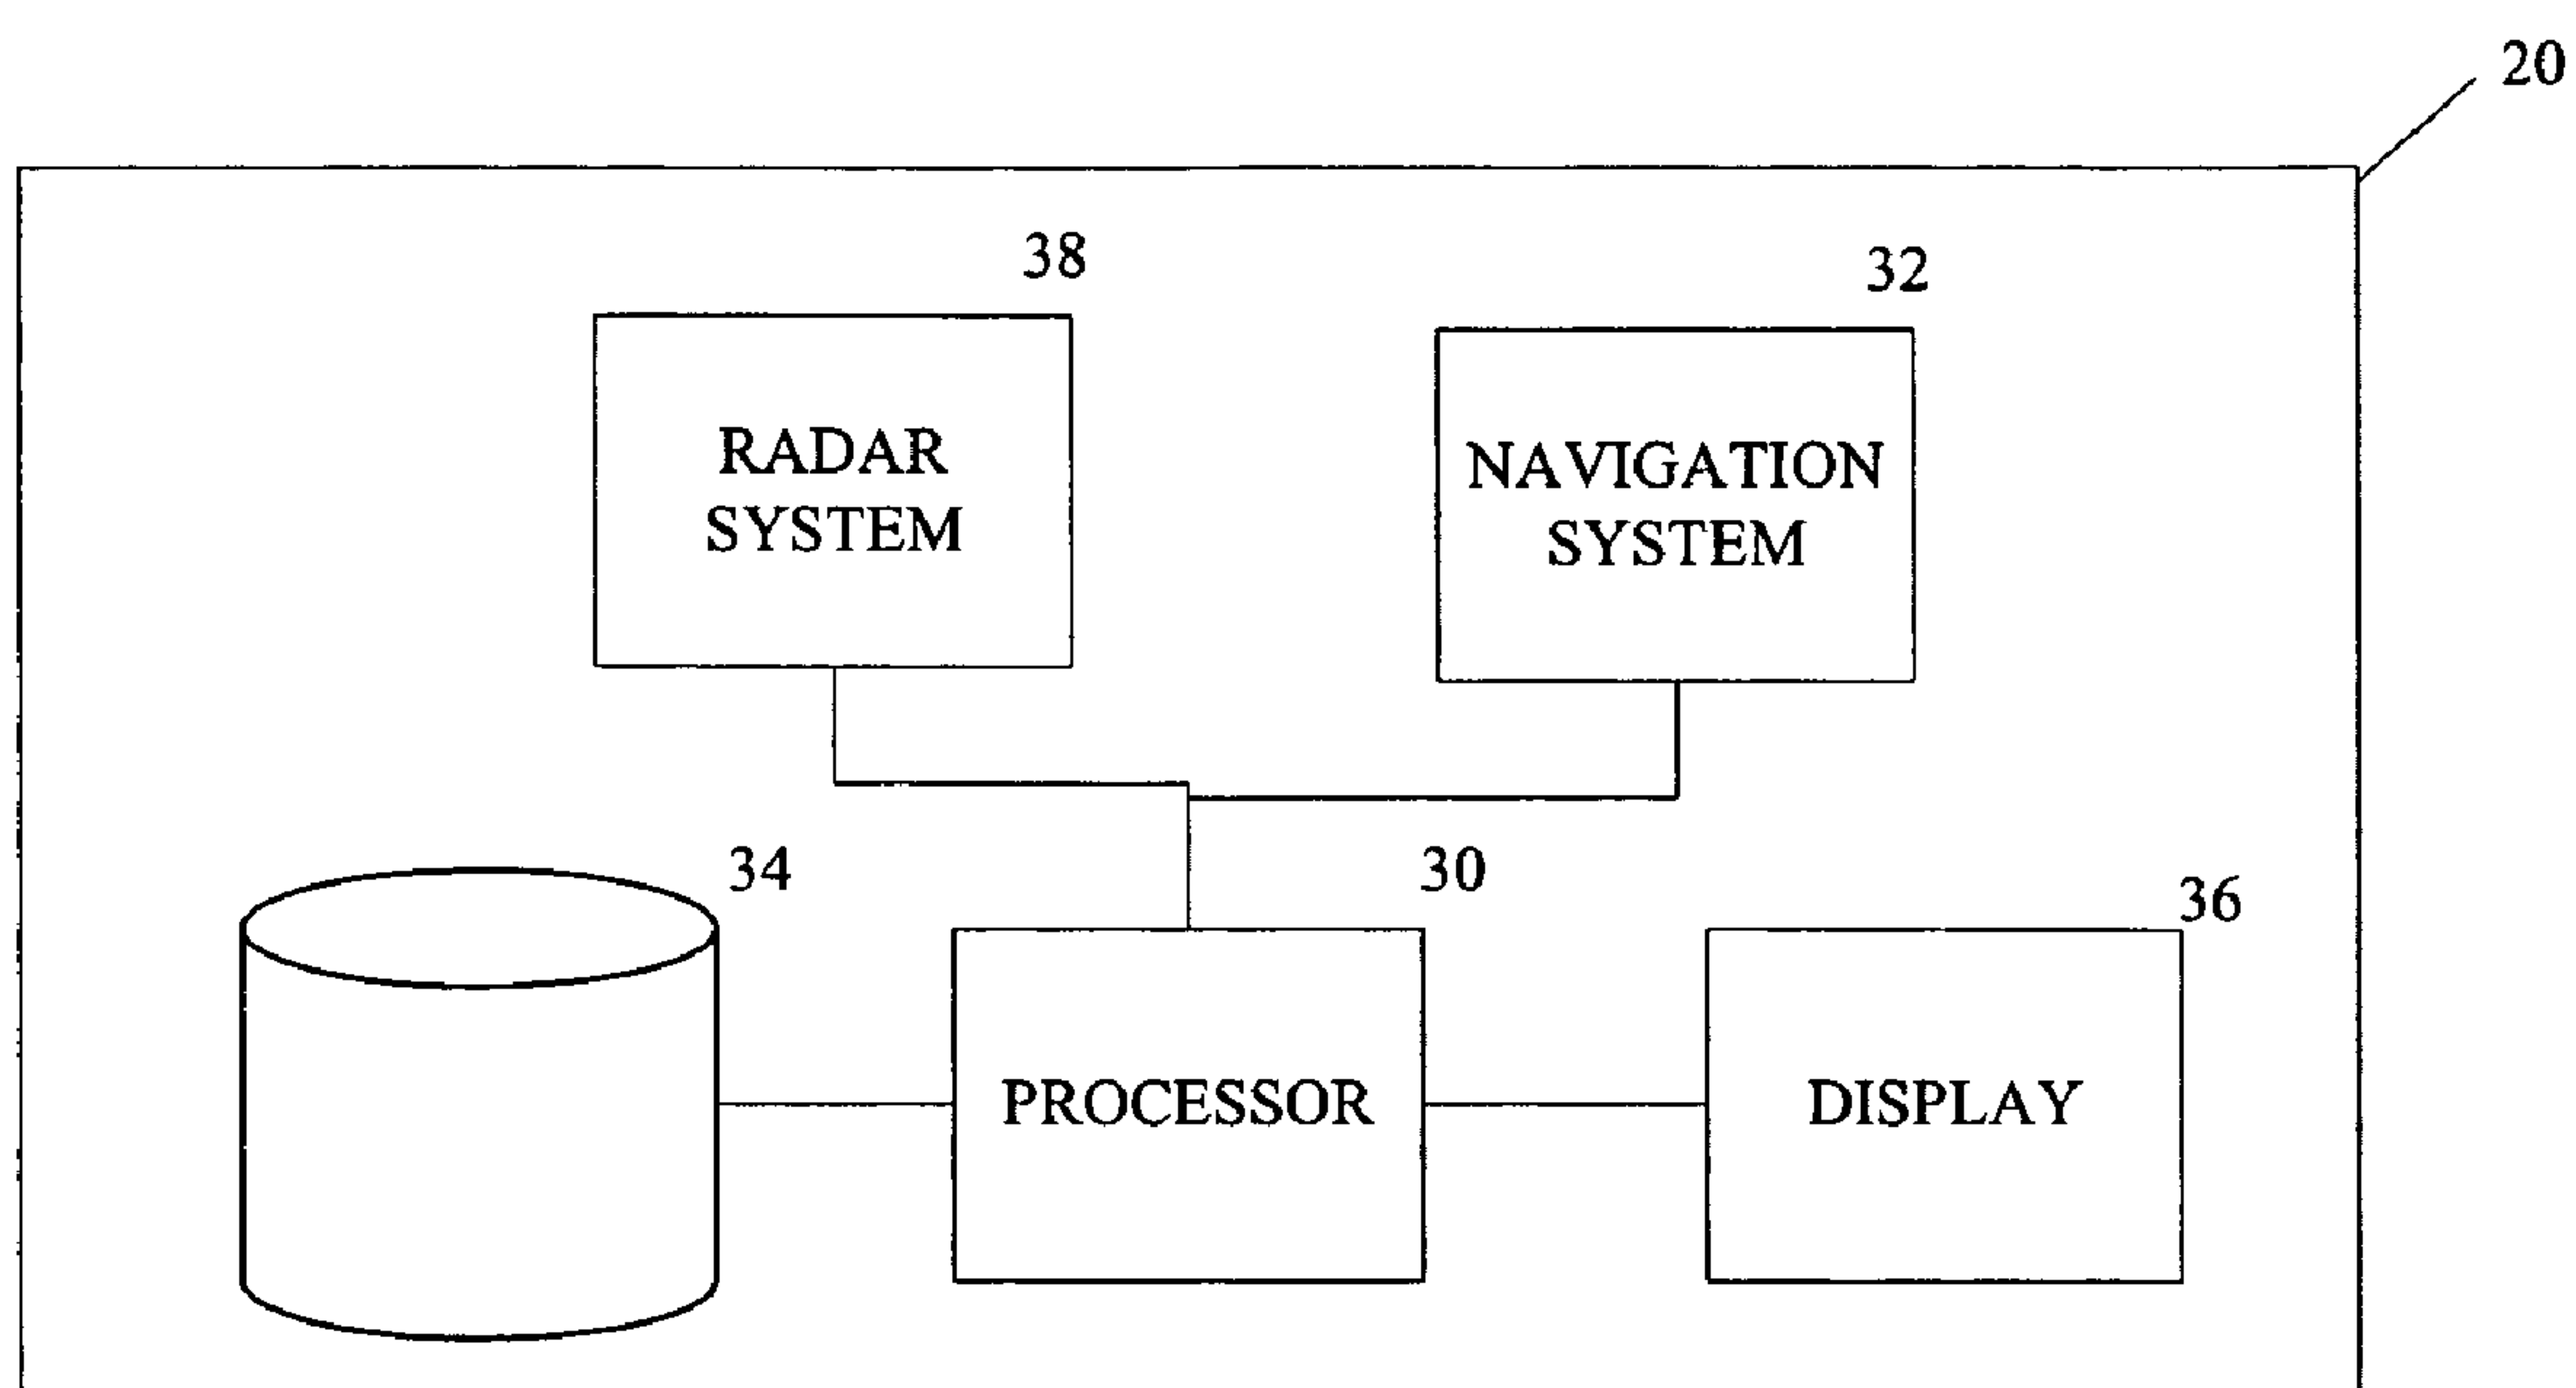 20
38
32
RADAR
SYSTEM
NAVIGATION
SYSTEM
34
30
36
PROCESSOR
DISPLAY